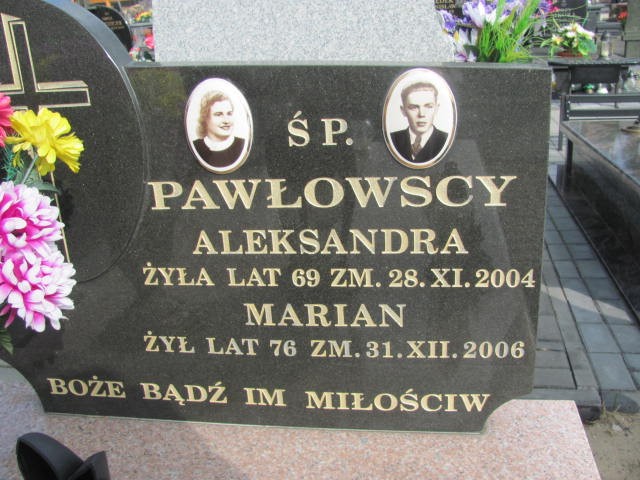 Ś P.
PAWŁOWSCY
ALEKSANDRA
ŻYŁA LAT 69 ZM. 28. XI. 2004
MARIAN
ŻYŁ LAT 76 ZM. 31. XII. 2006
BOŻE BĄDŹ IM MIŁOŚCIW